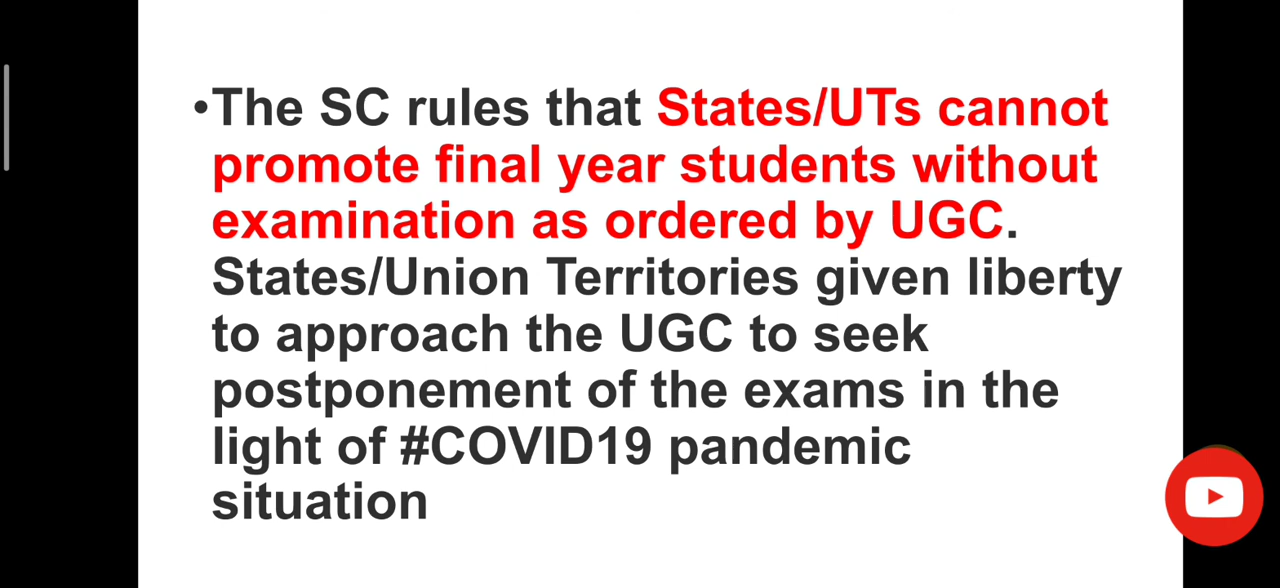 •The SC rules that States/UTs cannot
promote final year students without
examination as ordered by UGC.
States/Union Territories given liberty
to approach the UGC to seek
postponement of the exams in the
light of #COVID19 pandemic
situation